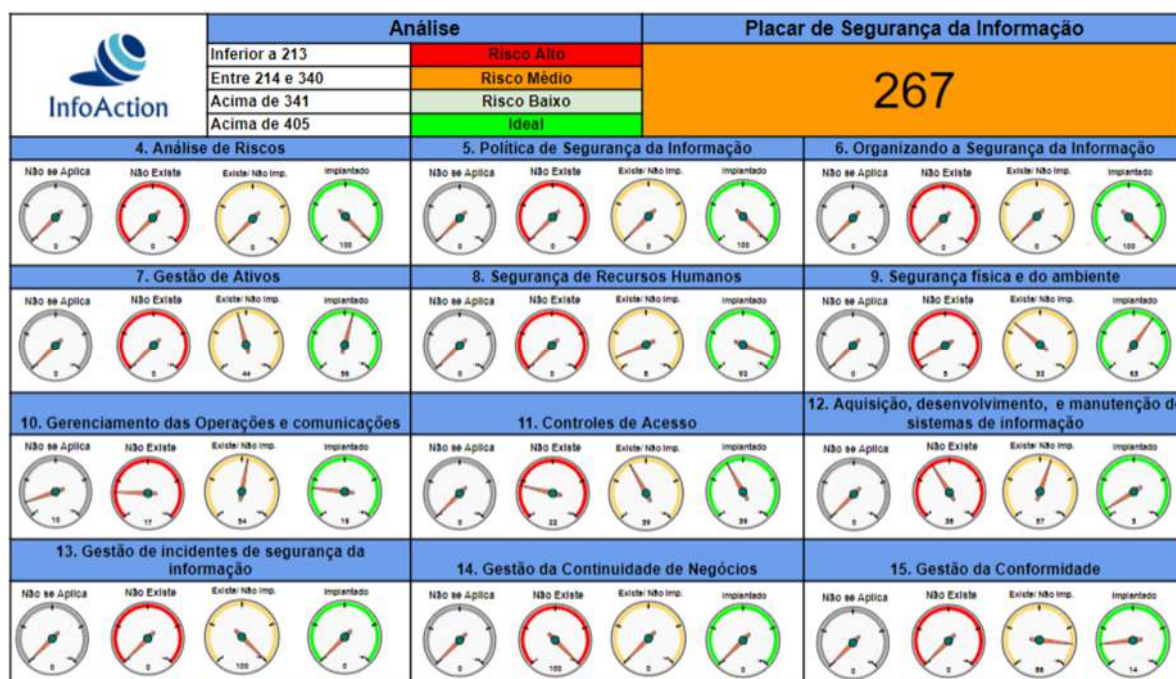 Análise
Placar de Segurança da Informação
InfoAction
Inferior a 213 Risco Alto
Entre 214 e 340 Risco Médio
Acima de 341 Risco Baixo
Acima de 405 Ideal
267
4. Análise de Riscos
Não se Aplica Não Existe Existe/ Não Imp. Implantado
0 0 0 100
5. Política de Segurança da Informação
Não se Aplica Não Existe Existe/ Não Imp. Implantado
0 0 0 100
6. Organizando a Segurança da Informação
Não se Aplica Não Existe Existe/ Não Imp. Implantado
0 0 0 100
7. Gestão de Ativos
Não se Aplica Não Existe Existe/ Não Imp. Implantado
0 0 44 56
8. Segurança de Recursos Humanos
Não se Aplica Não Existe Existe/ Não Imp. Implantado
0 0 8 92
9. Segurança física e do ambiente
Não se Aplica Não Existe Existe/ Não Imp. Implantado
0 5 32 63
10. Gerenciamento das Operações e comunicações
Não se Aplica Não Existe Existe/ Não Imp. Implantado
10 17 54 19
11. Controles de Acesso
Não se Aplica Não Existe Existe/ Não Imp. Implantado
0 22 39 39
12. Aquisição, desenvolvimento, e manutenção de
sistemas de informação
Não se Aplica Não Existe Existe/ Não Imp. Implantado
0 38 57 5
13. Gestão de incidentes de segurança da
informação
Não se Aplica Não Existe Existe/ Não Imp. Implantado
0 0 100 0
14. Gestão da Continuidade de Negócios
Não se Aplica Não Existe Existe/ Não Imp. Implantado
0 100 0 0
15. Gestão da Conformidade
Não se Aplica Não Existe Existe/ Não Imp. Implantado
0 0 86 14